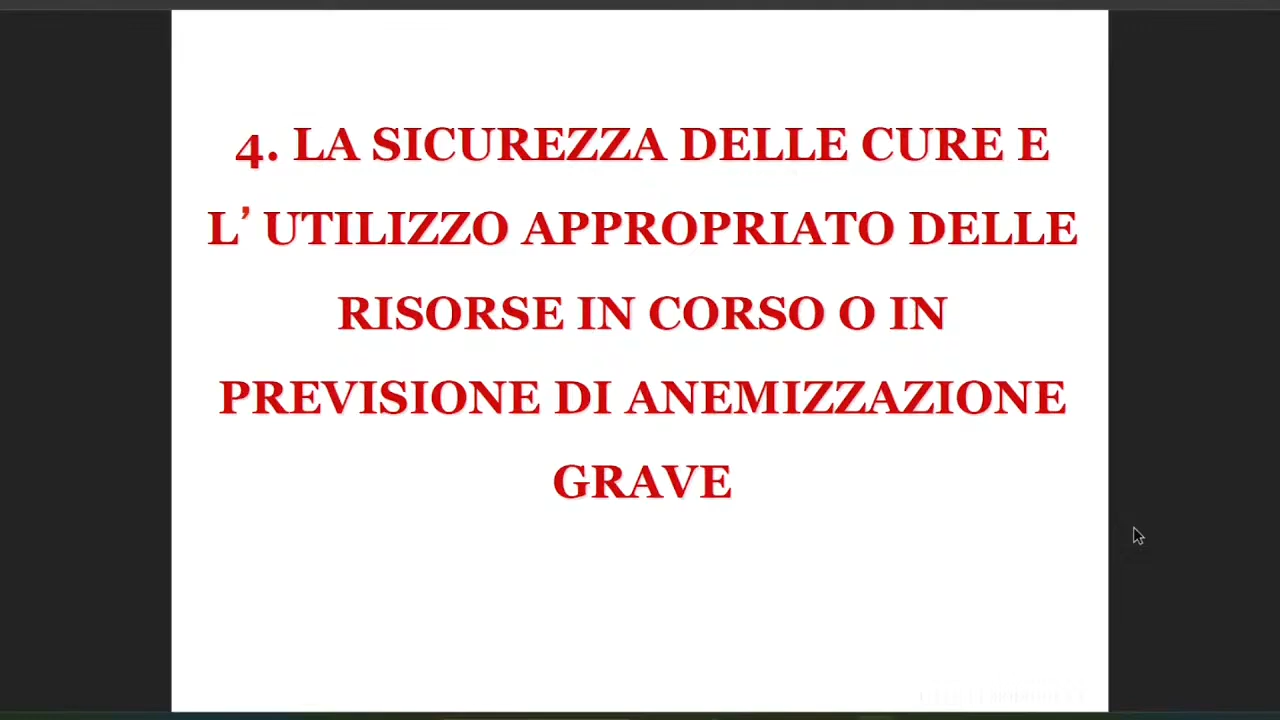 4. LA SICUREZZA DELLE CURE E
L’ UTILIZZO APPROPRIATO DELLE
RISORSE IN CORSO O IN
PREVISIONE DI ANEMIZZAZIONE
GRAVE